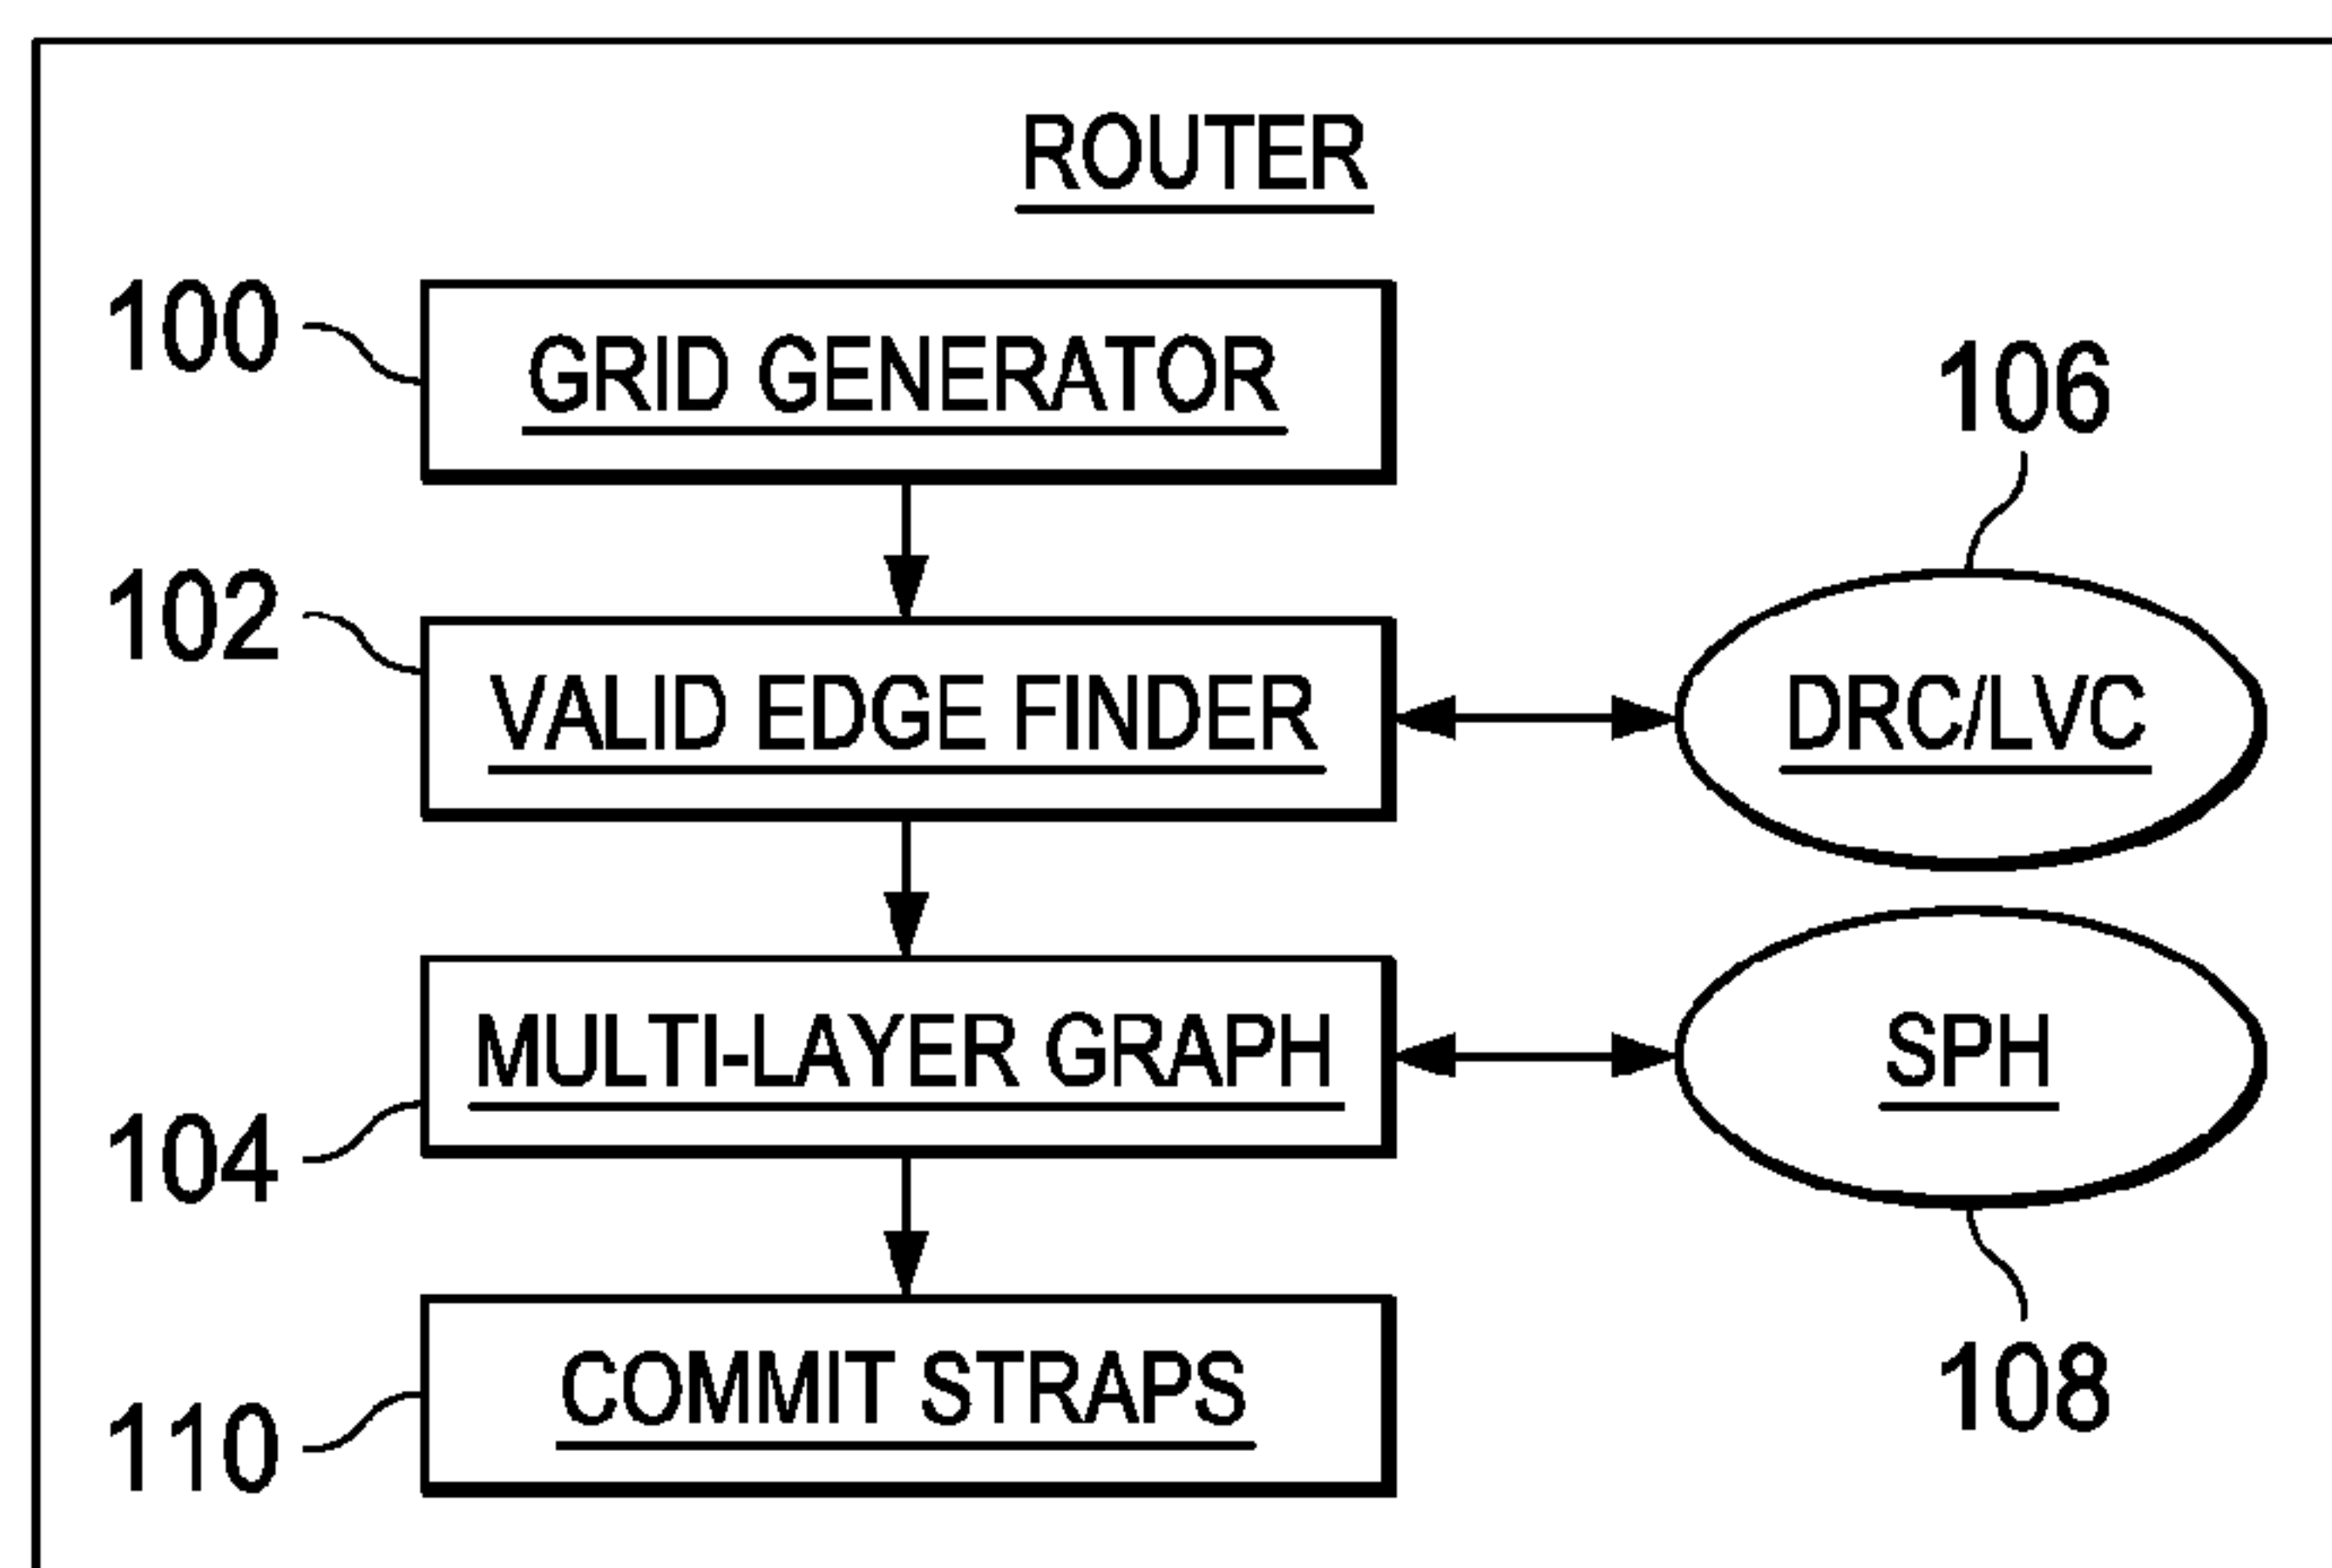 ROUTER
100
GRID GENERATOR
106
102
VALID EDGE FINDER
DRC/LVC
MULTI-LAYER GRAPH
SPH
104
108
COMMIT STRAPS
110